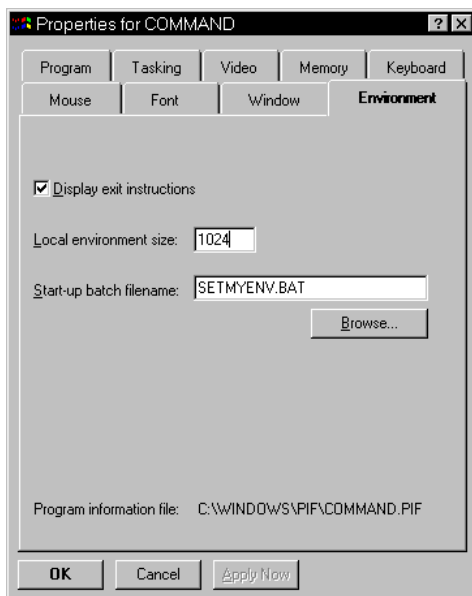 Properties for COMMAND
Program Tasking Video Memory Keyboard
Mouse Font Window Environment
Display exit instructions
Local environment size: 1024
Start-up batch filename: SETMYENV.BAT
Browse...
Program information file: C:\WINDOWS\PIF\COMMAND.PIF
OK Cancel Apply Now